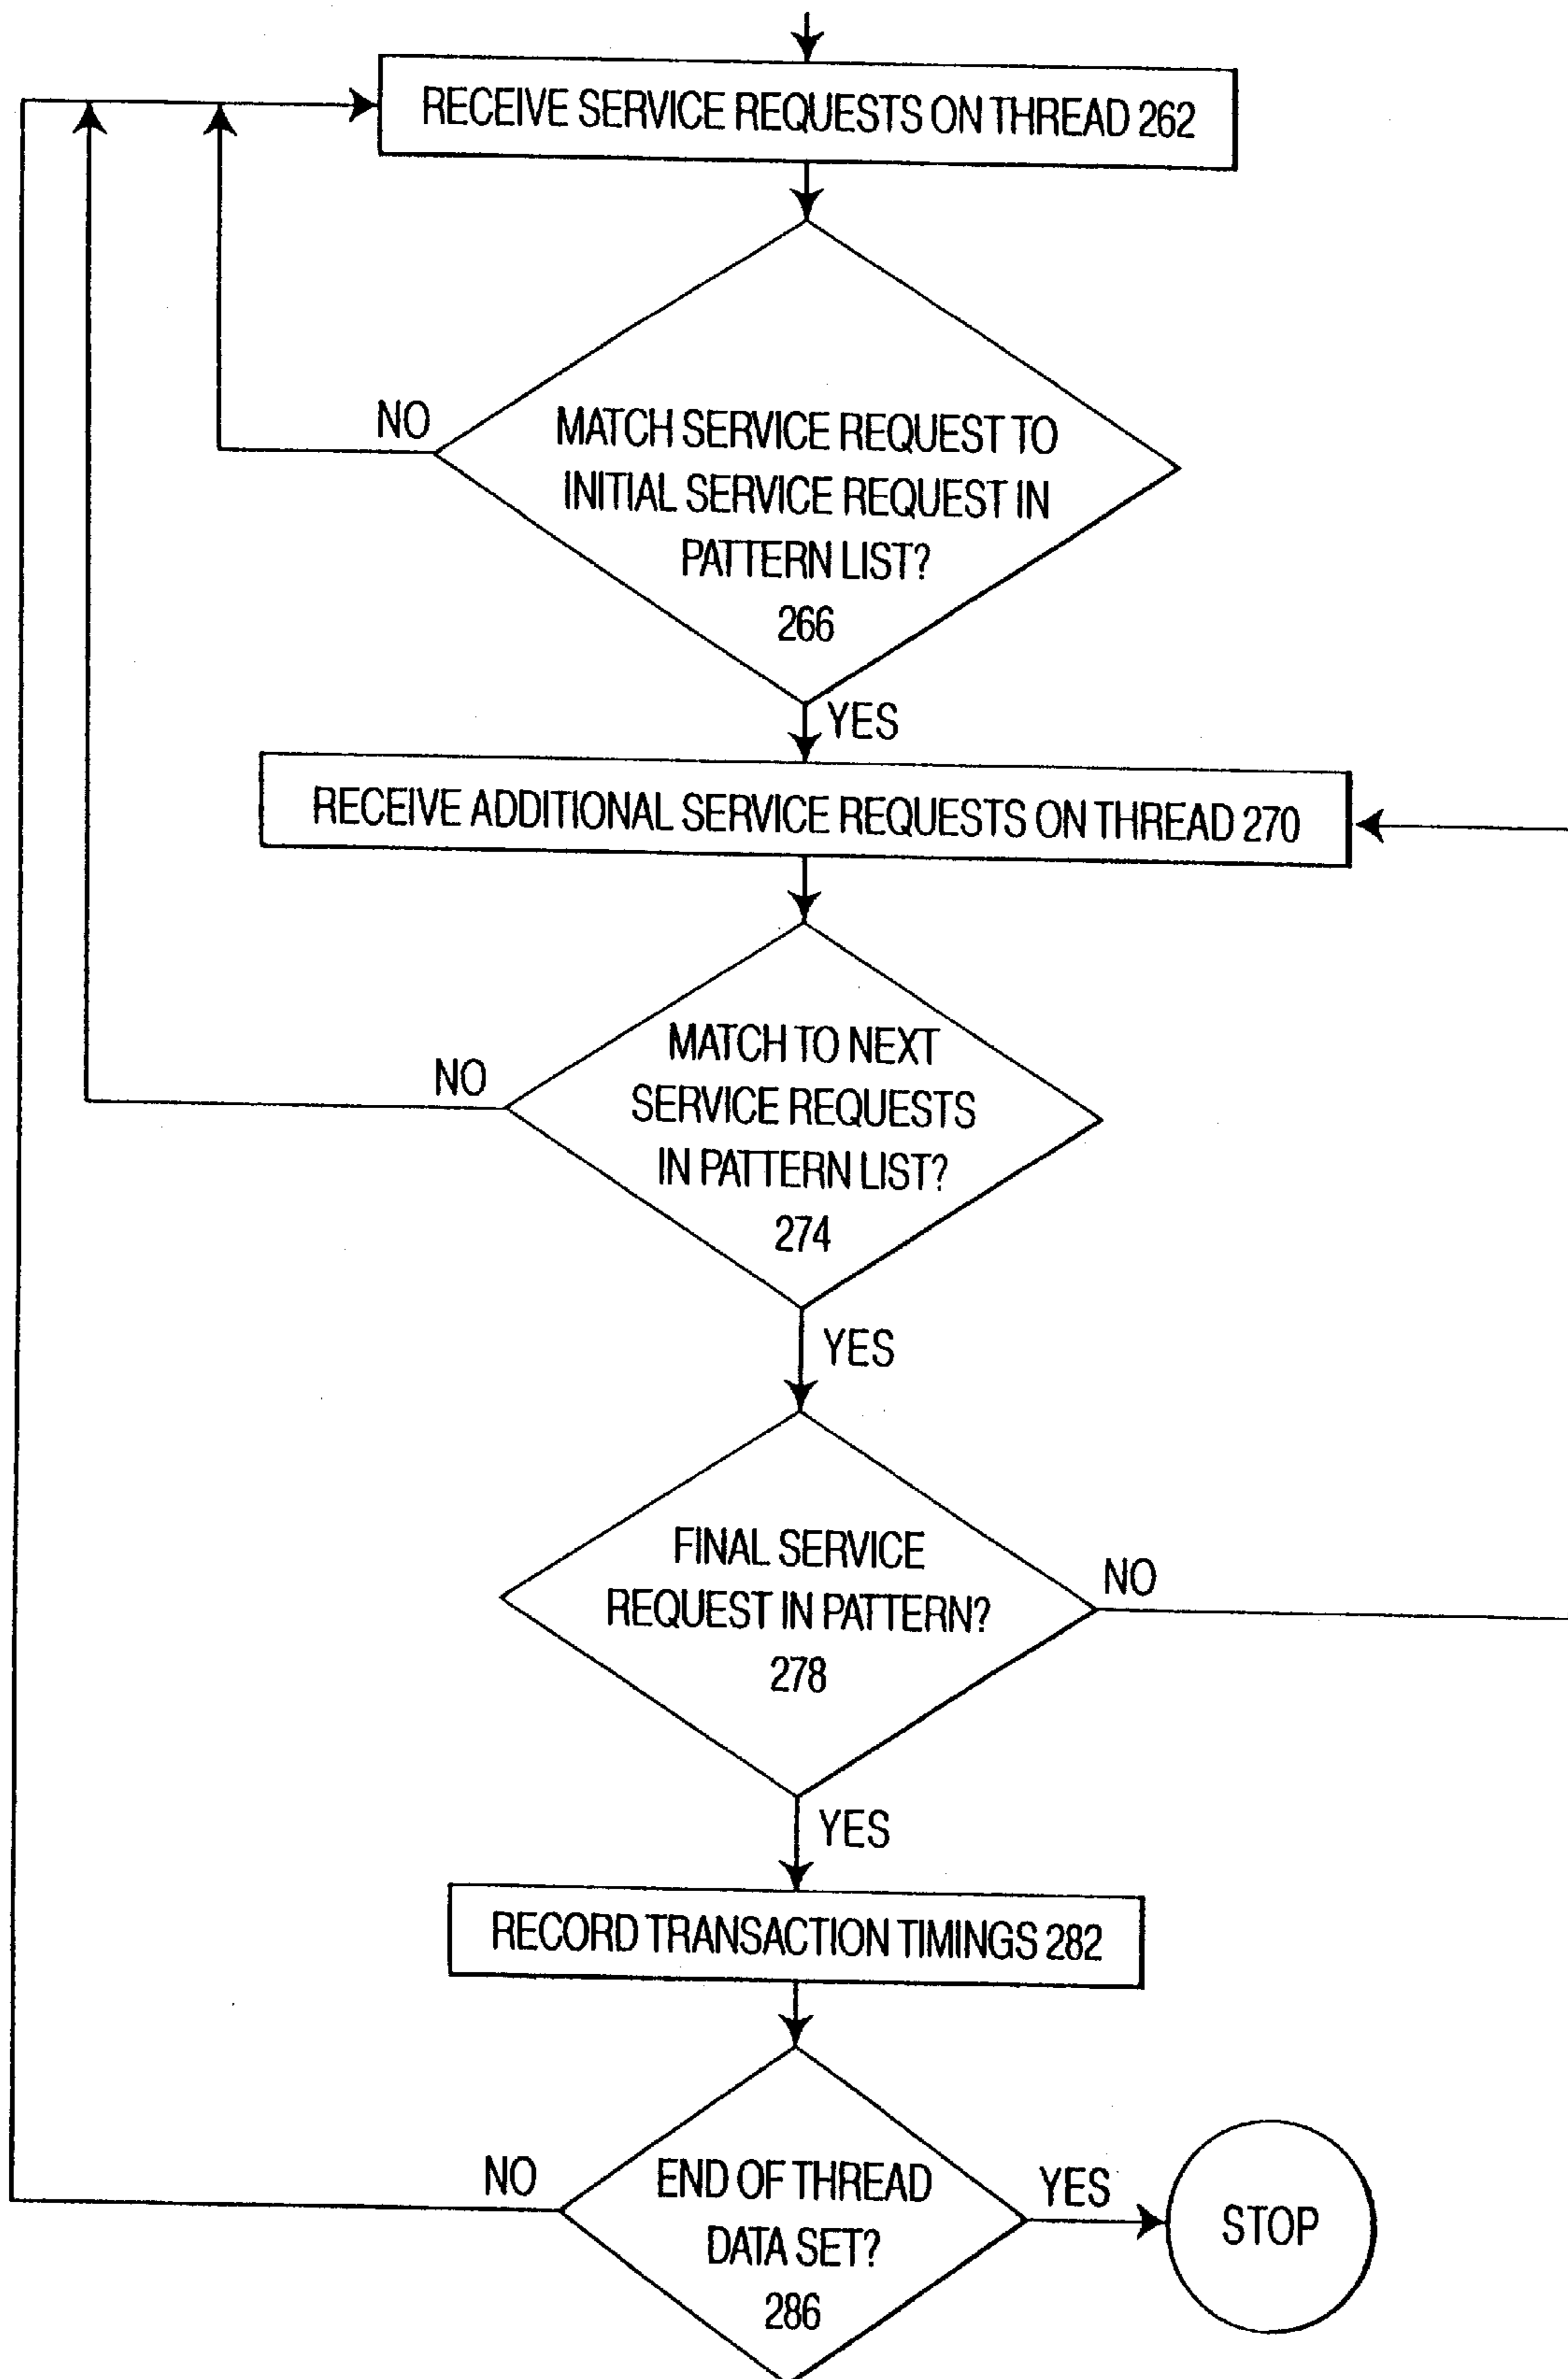 RECEIVE SERVICE REQUESTS ON THREAD 262
NO
MATCH SERVICE REQUEST TO
INITIAL SERVICE REQUEST IN
PATTERN LIST?
266
YES
RECEIVE ADDITIONAL SERVICE REQUESTS ON THREAD 270
MATCH TO NEXT
NO
SERVICE REQUESTS
IN PATTERN LIST?
274
YES
FINAL SERVICE
NO
REQUEST IN PATTERN?
278
YES
RECORD TRANSACTION TIMINGS 282
NO
END OF THREAD
YES
DATA SET?
STOP
286